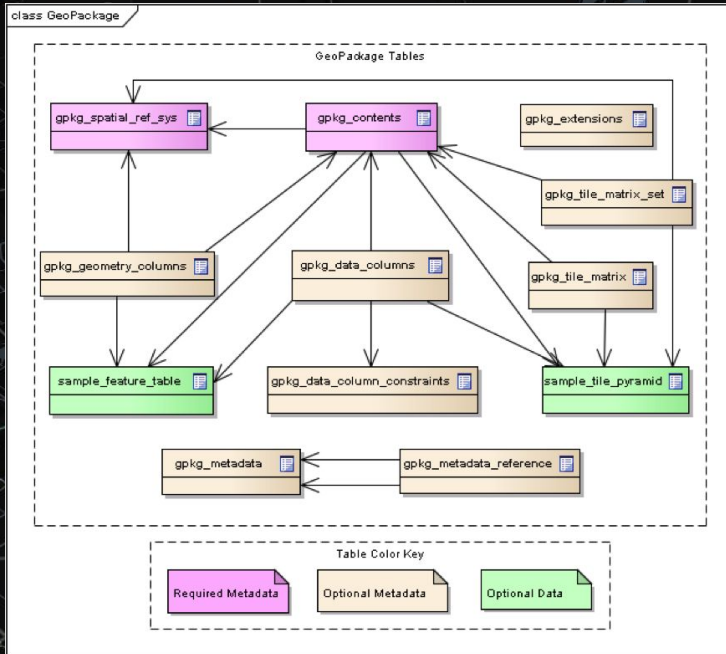 class GeoPackage
GeoPackage Tables
gpkg_spatial_ref_sys
gpkg_contents
gpkg_extensions
gpkg_tile_matrix_set
gpkg_geometry_columns
gpkg_data_columns
gpkg_tile_matrix
sample_feature_table
gpkg_data_column_constraints
sample_tile_pyramid
gpkg_metadata
gpkg_metadata_reference
Table Color Key
Required Metadata
Optional Metadata
Optional Data